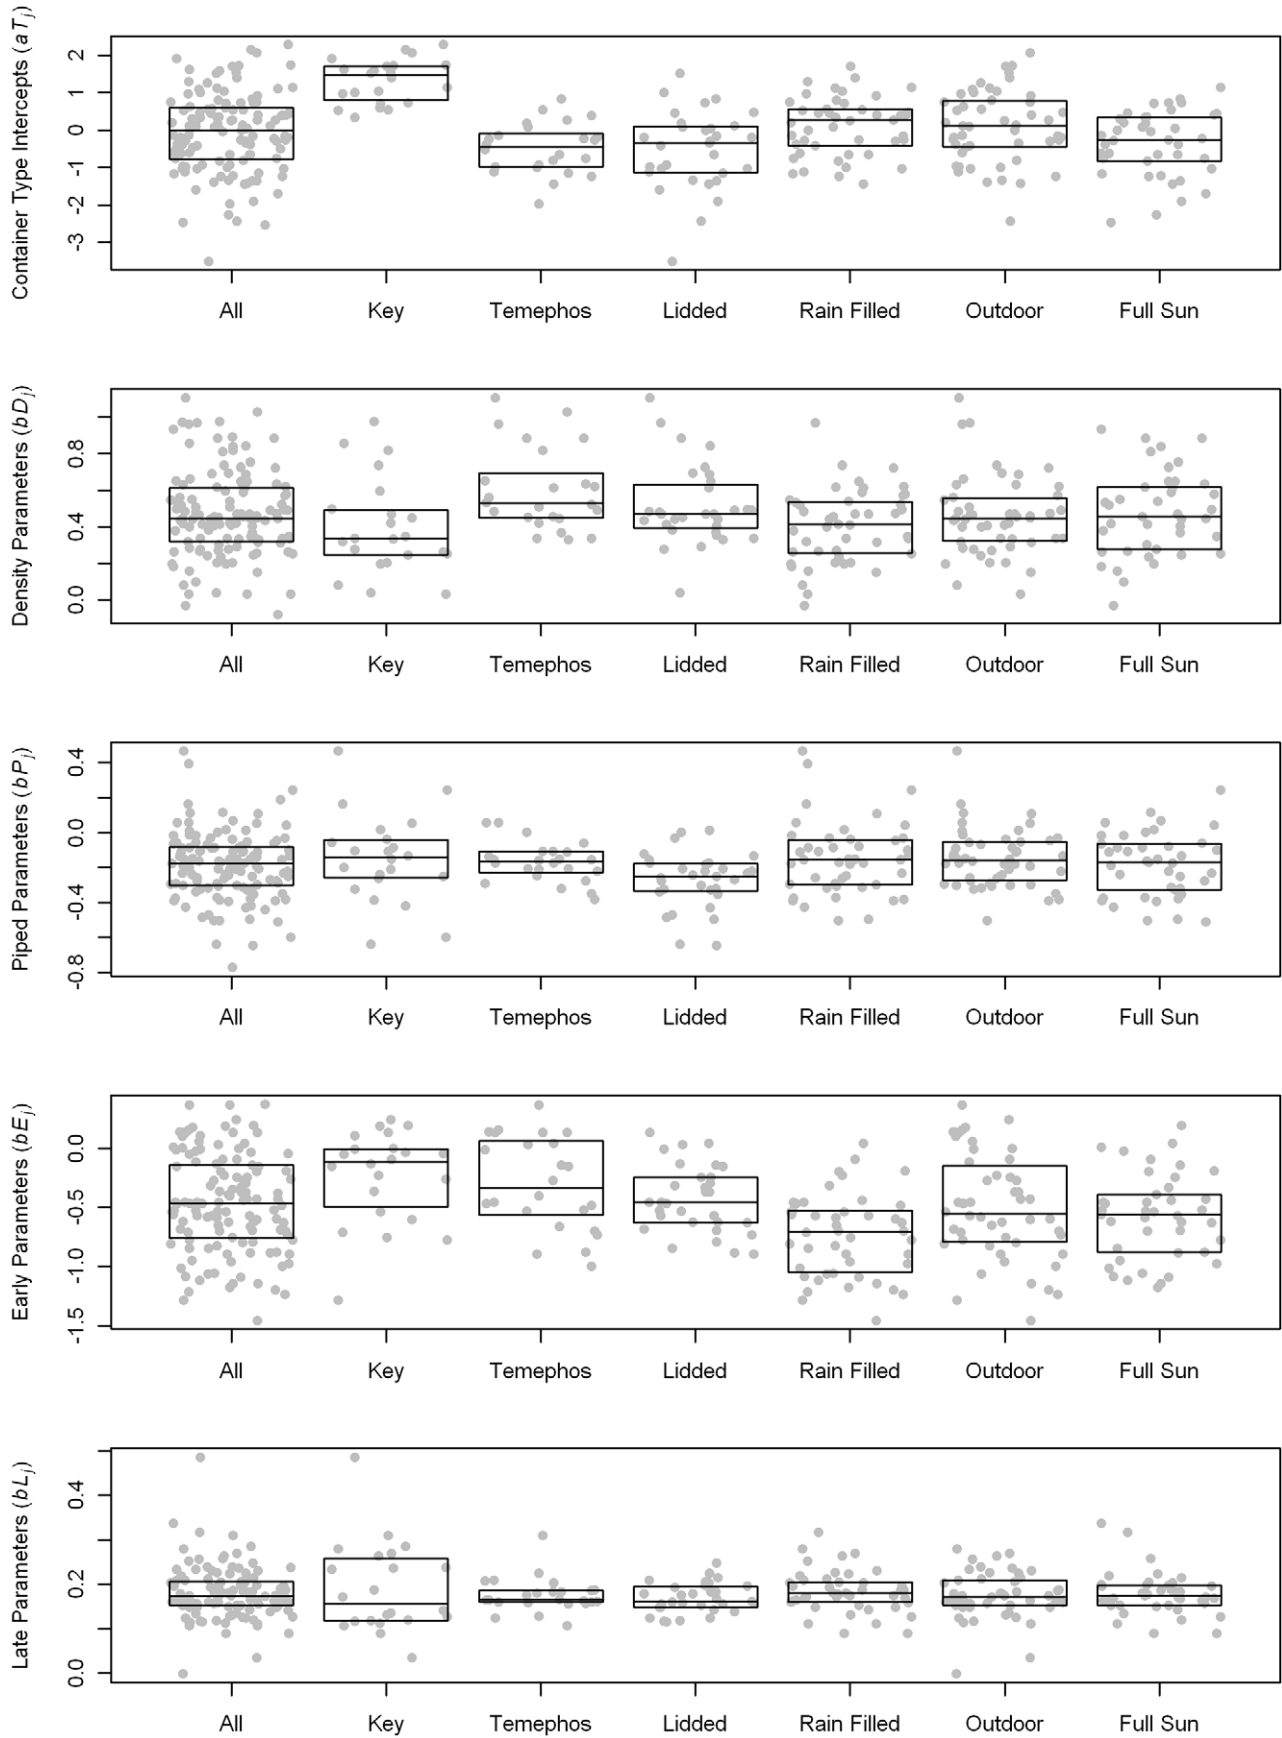 Container Type Intercepts (aTj)
2
1
0
-1
-2
-3
All Key Temephos Lidded Rain Filled Outdoor Full Sun
Density Parameters (bDj)
0.8
0.4
0.0
All Key Temephos Lidded Rain Filled Outdoor Full Sun
Piped Parameters (bPj)
0.4
0.0
-0.4
-0.8
All Key Temephos Lidded Rain Filled Outdoor Full Sun
Early Parameters (bEj)
0.0
-0.5
-1.0
-1.5
All Key Temephos Lidded Rain Filled Outdoor Full Sun
Late Parameters (bLj)
0.4
0.2
0.0
All Key Temephos Lidded Rain Filled Outdoor Full Sun